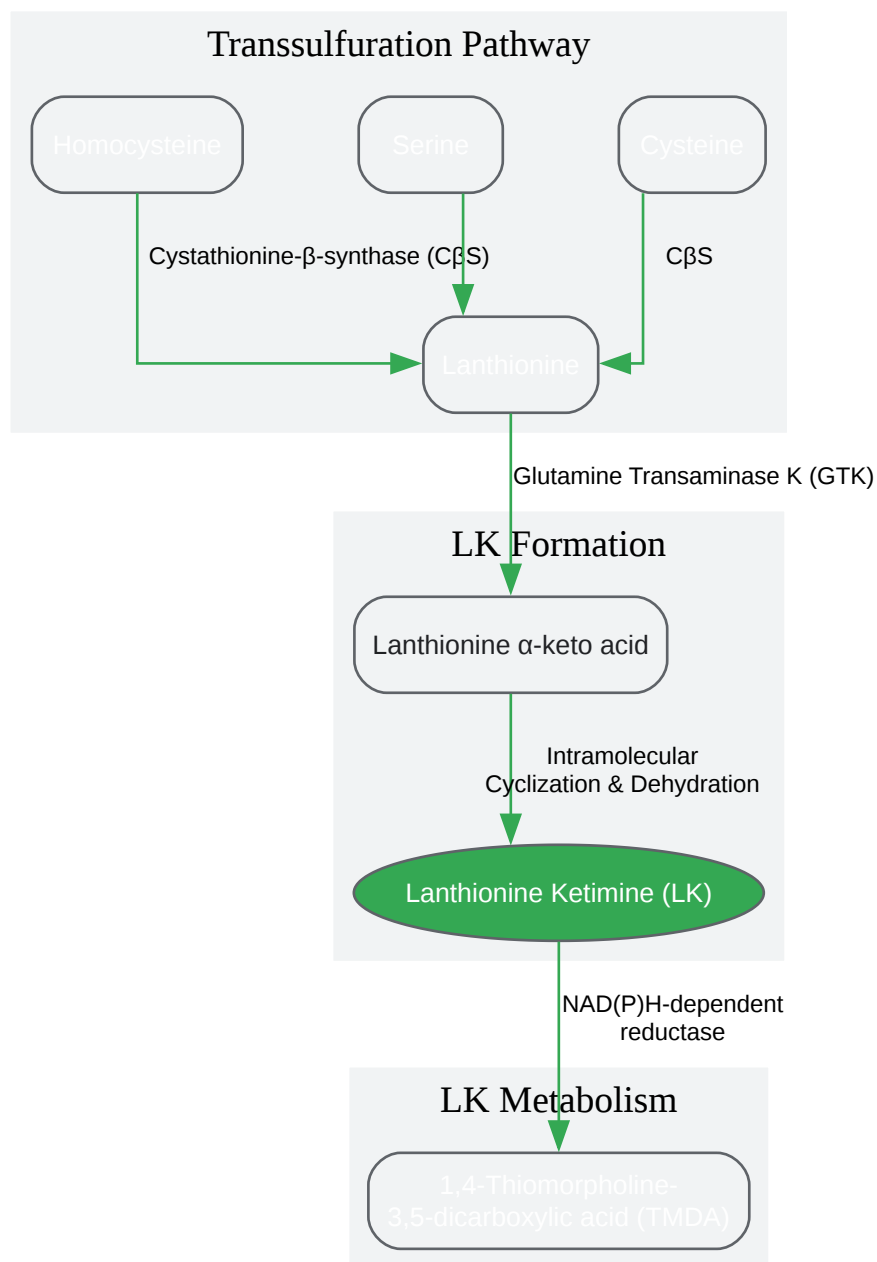 Transsulfuration Pathway
Homocysteine
Serine
Cysteine
Cystathionine-β-synthase (CβS)
CβS
Lanthionine
Glutamine Transaminase K (GTK)
LK Formation
Lanthionine α-keto acid
Intramolecular
Cyclization & Dehydration
Lanthionine Ketimine (LK)
NAD(P)H-dependent
reductase
LK Metabolism
1,4-Thiomorpholine-
3,5-dicarboxylic acid (TMDA)